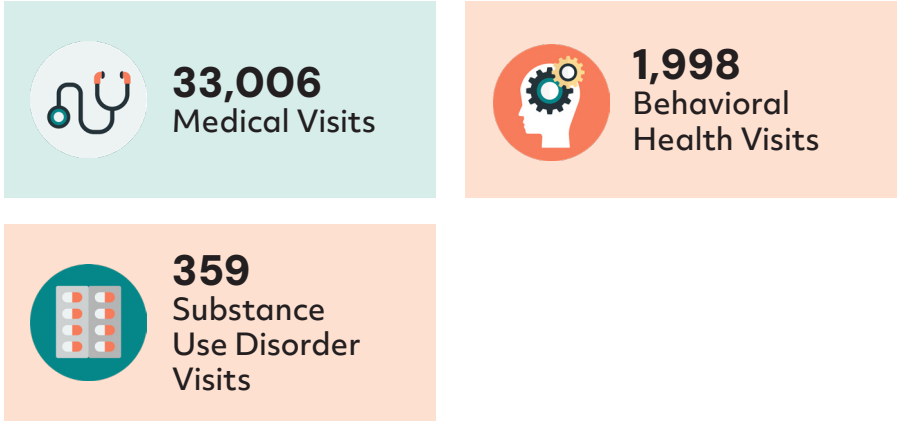 33,006
Medical Visits
1,998
Behavioral
Health Visits
359
Substance
Use Disorder
Visits